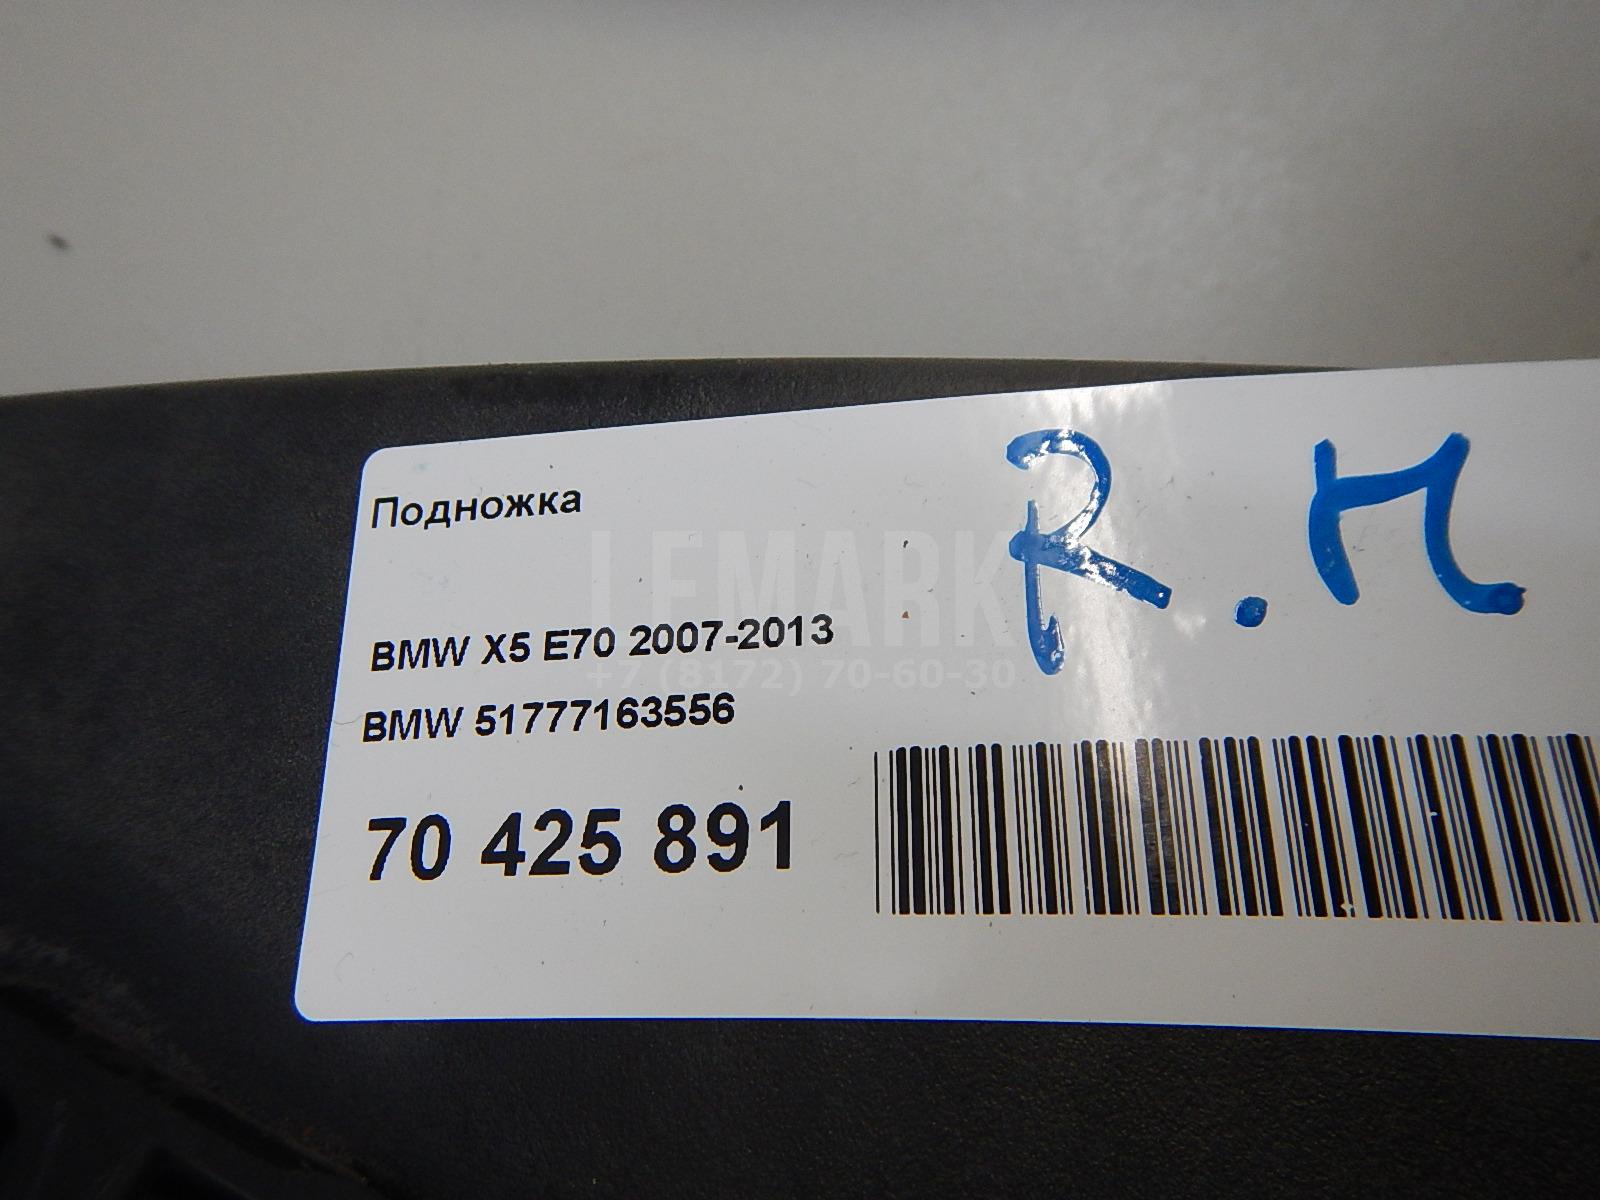 Подножка
R.П
LEMARK
BMW X5 E70 2007-2013
+7 (8172) 70-60-30
BMW 51777163556
70 425 891